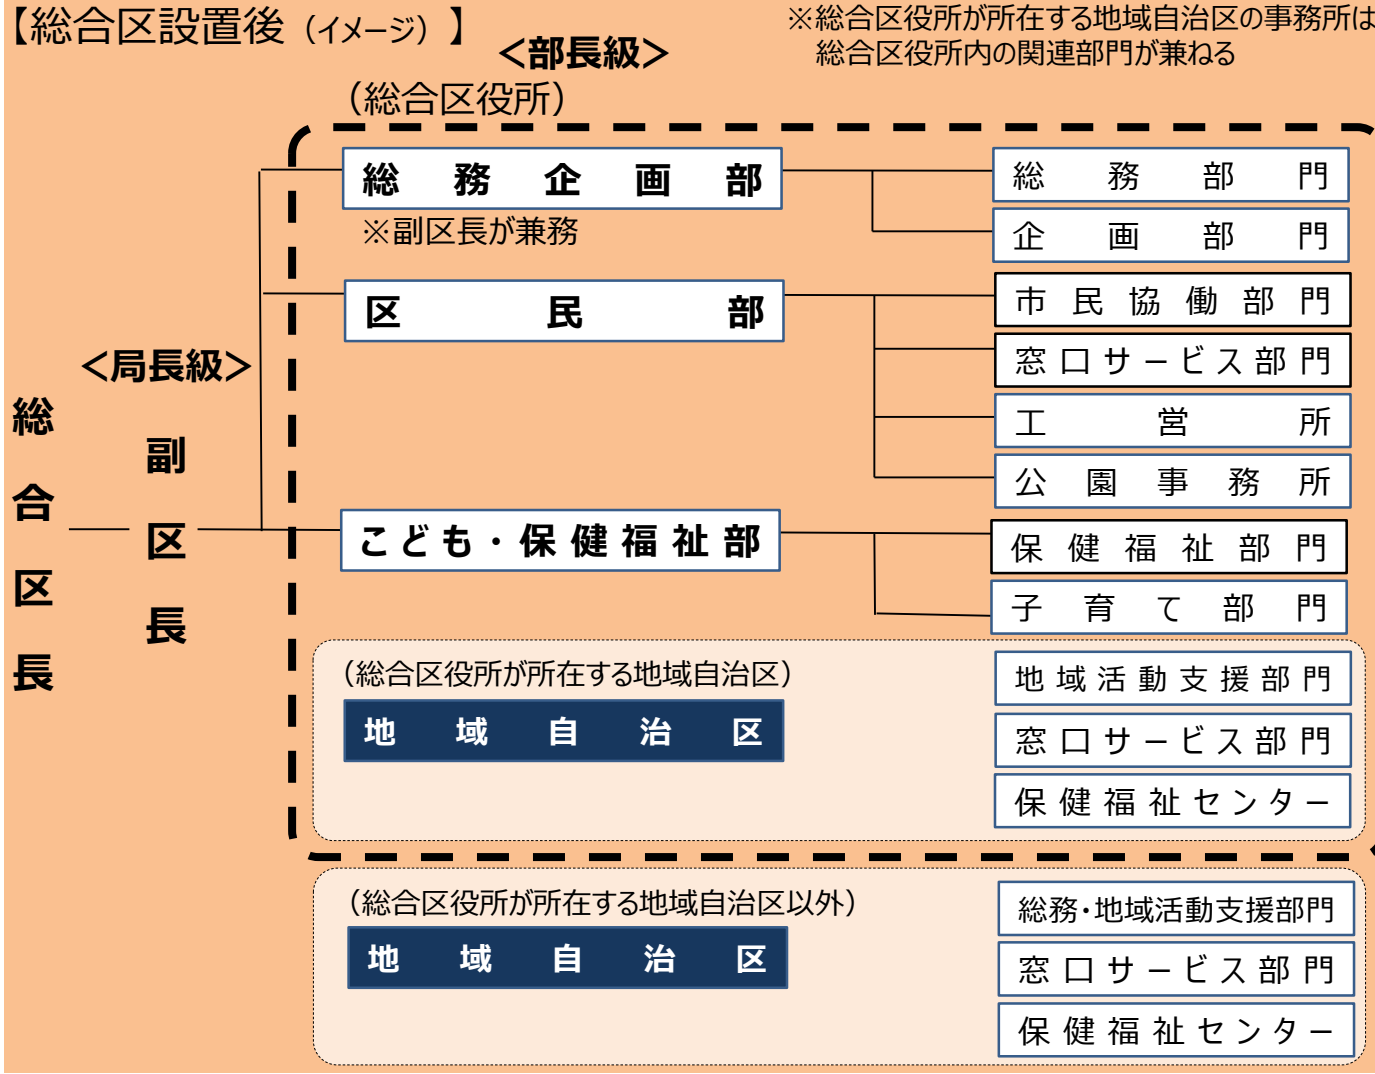 【総合区設置後（イメージ）】
※総合区役所が所在する地域自治区の事務所は
総合区役所内の関連部門が兼ねる
＜部長級＞
（総合区役所）
総務企画部
※副区長が兼務
総務部門
企画部門
区民部
市民協働部門
窓口サービス部門
工営所
公園事務所
＜局長級＞
総合区長
副区長
こども・保健福祉部
保健福祉部門
子育て部門
（総合区役所が所在する地域自治区）
地域自治区
地域活動支援部門
窓口サービス部門
保健福祉センター
（総合区役所が所在する地域自治区以外）
地域自治区
総務・地域活動支援部門
窓口サービス部門
保健福祉センター